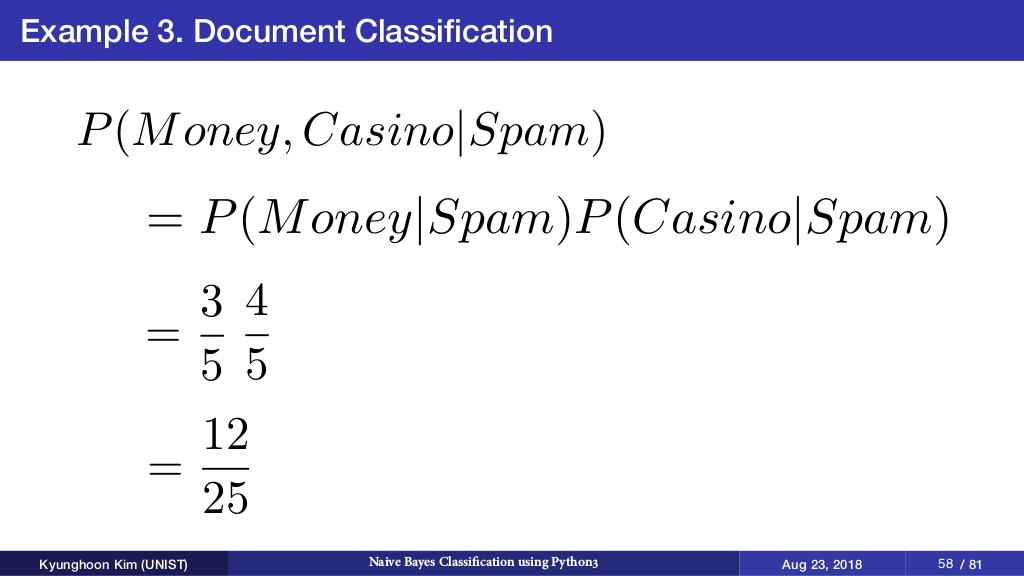 Example 3. Document Classification
P(Money, Casino|Spam)
= P(Money|Spam)P(Casino|Spam)
= 3/5 4/5
= 12/25
Kyunghoon Kim (UNIST) Naive Bayes Classification using Python3 Aug 23, 2018 58 / 81